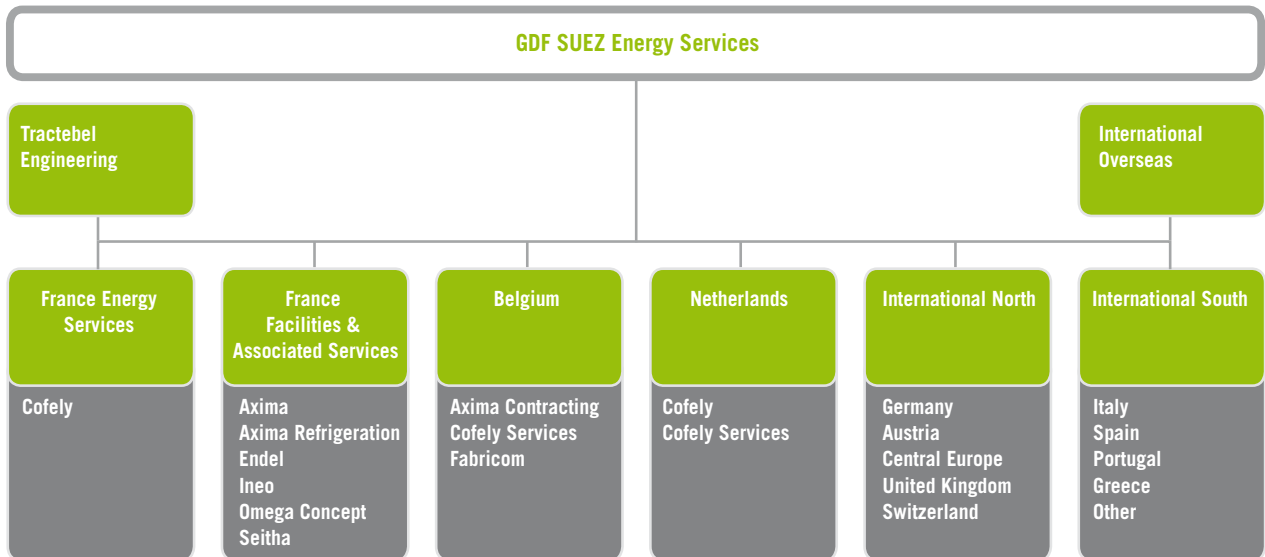 GDF SUEZ Energy Services
Tractebel
Engineering
International
Overseas
France Energy
Services
Cofely
France
Facilities &
Associated Services
Axima
Axima Refrigeration
Endel
Ineo
Omega Concept
Seitha
Belgium
Axima Contracting
Cofely Services
Fabricom
Netherlands
Cofely
Cofely Services
International North
Germany
Austria
Central Europe
United Kingdom
Switzerland
International South
Italy
Spain
Portugal
Greece
Other